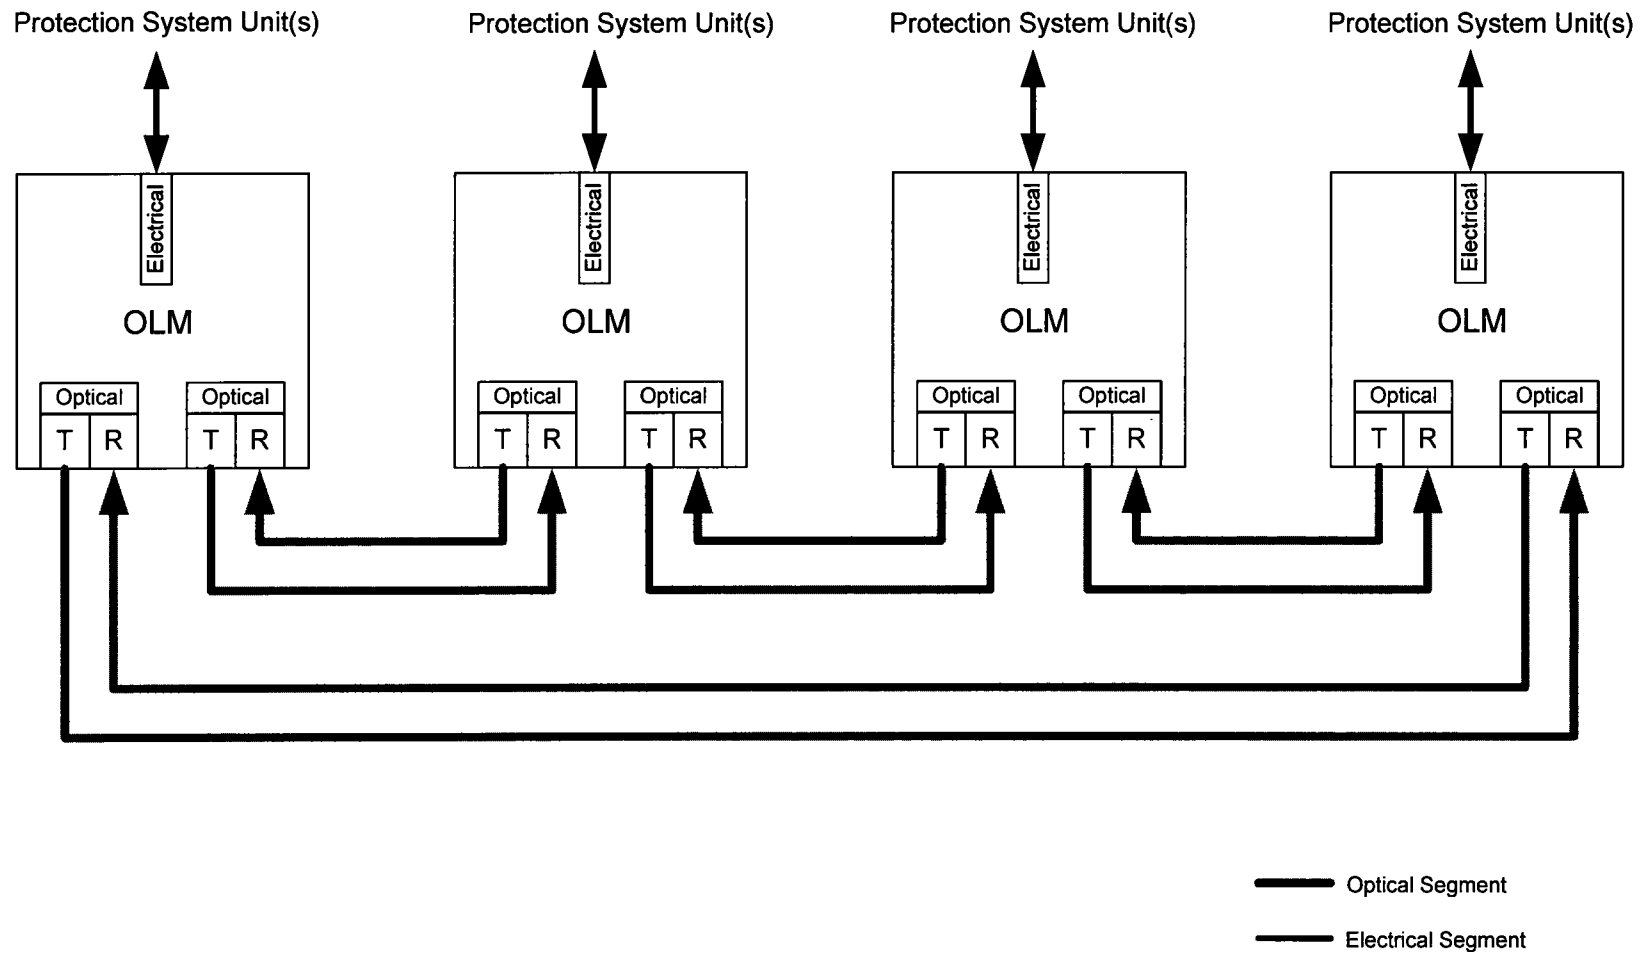 Protection System Unit(s) Protection System Unit(s) Protection System Unit(s) Protection System Unit(s)
Electrical Electrical Electrical Electrical
OLM OLM OLM OLM
Optical Optical Optical Optical Optical Optical Optical Optical
T R T R T R T R T R T R T R T R
Optical Segment
Electrical Segment